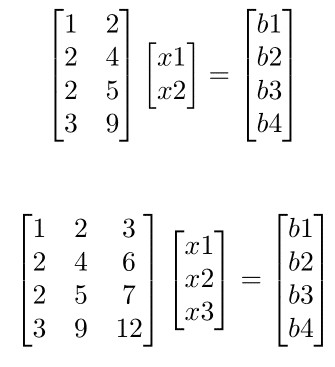 1 2
2 4 x1 = b1
2 5 x2 b2
3 9 b3
b4
1 2 3
2 4 6 x1 = b1
2 5 7 x2 b2
3 9 12 x3 b3
b4